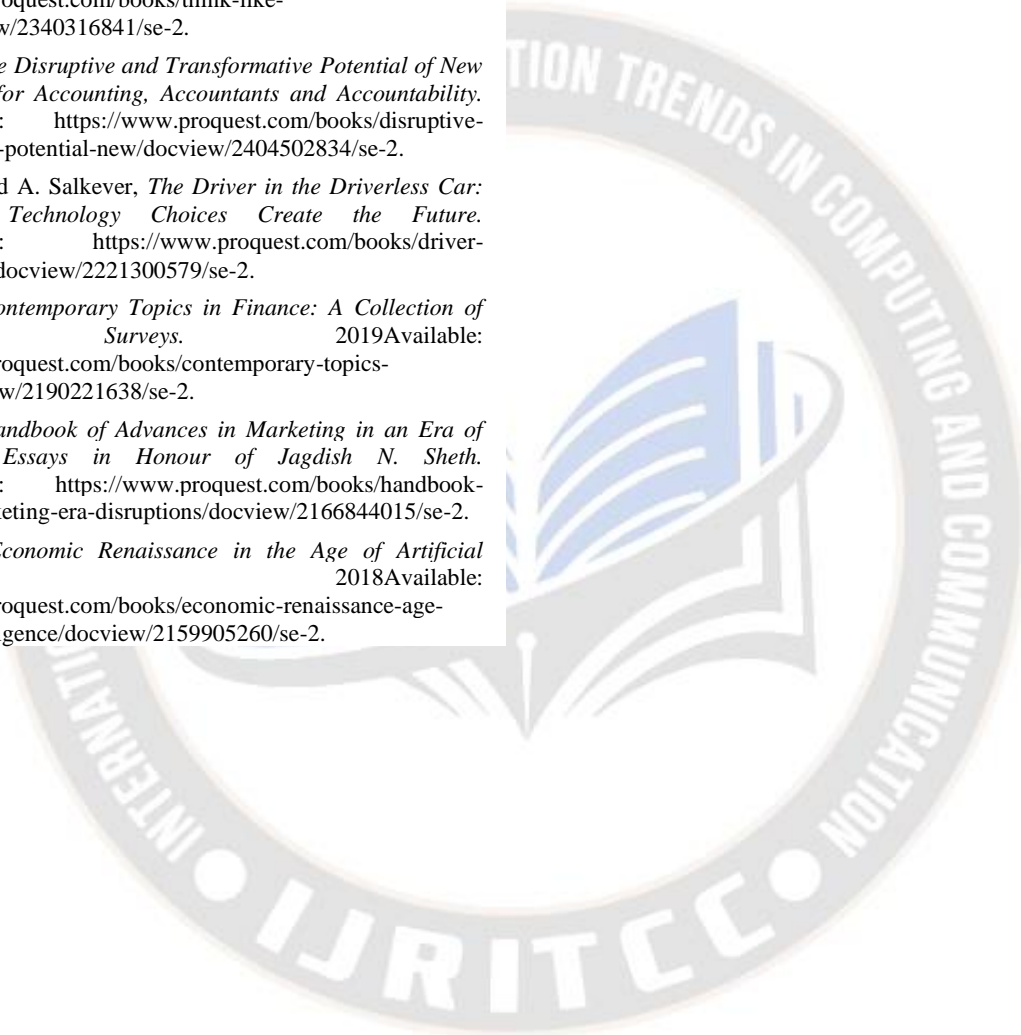 roquest.com/books/think-like-
w/2340316841/se-2.
e Disruptive and Transformative Potential of New
for Accounting, Accountants and Accountability.
: https://www.proquest.com/books/disruptive-
-potential-new/docview/2404502834/se-2.
d A. Salkever, The Driver in the Driverless Car:
Technology Choices Create the Future.
: https://www.proquest.com/books/driver-
docview/2221300579/se-2.
ontemporary Topics in Finance: A Collection of
Surveys. 2019Available:
roquest.com/books/contemporary-topics-
w/2190221638/se-2.
andbook of Advances in Marketing in an Era of
Essays in Honour of Jagdish N. Sheth.
: https://www.proquest.com/books/handbook-
keting-era-disruptions/docview/2166844015/se-2.
Economic Renaissance in the Age of Artificial
2018Available:
roquest.com/books/economic-renaissance-age-
igence/docview/2159905260/se-2.
TION TRENDS IN COMPUTING AND COMMUNICATION
INTERNATIO
IJRITCC